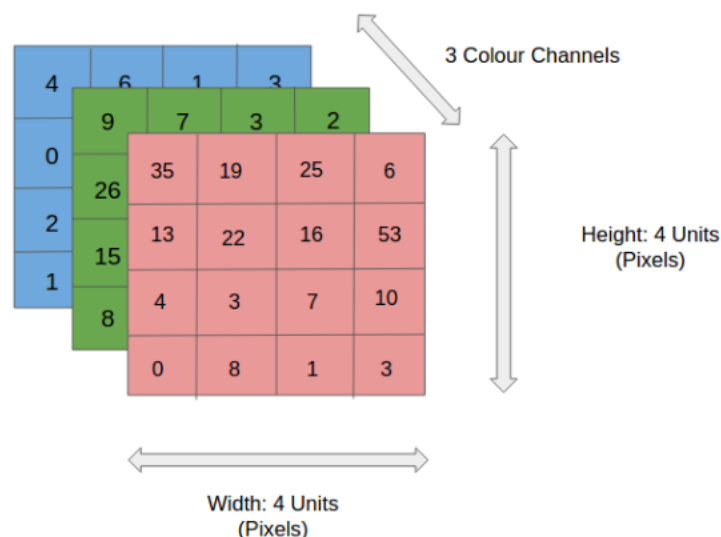 3 Colour Channels
4 6 1 3
9 7 3 2
0
35 19 25 6
26
2
13 22 16 53
Height: 4 Units
(Pixels)
15
1
4 3 7 10
8
0 8 1 3
Width: 4 Units
(Pixels)